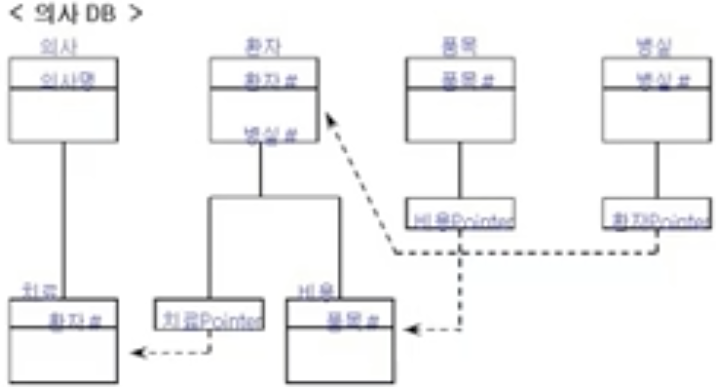 < 의사 DB >
의사 환자 품목 병실
의사명 환자# 품목# 병실#
병실#
비용Pointer 환자Pointer
치료 비용
환자# 치료Pointer 품목#